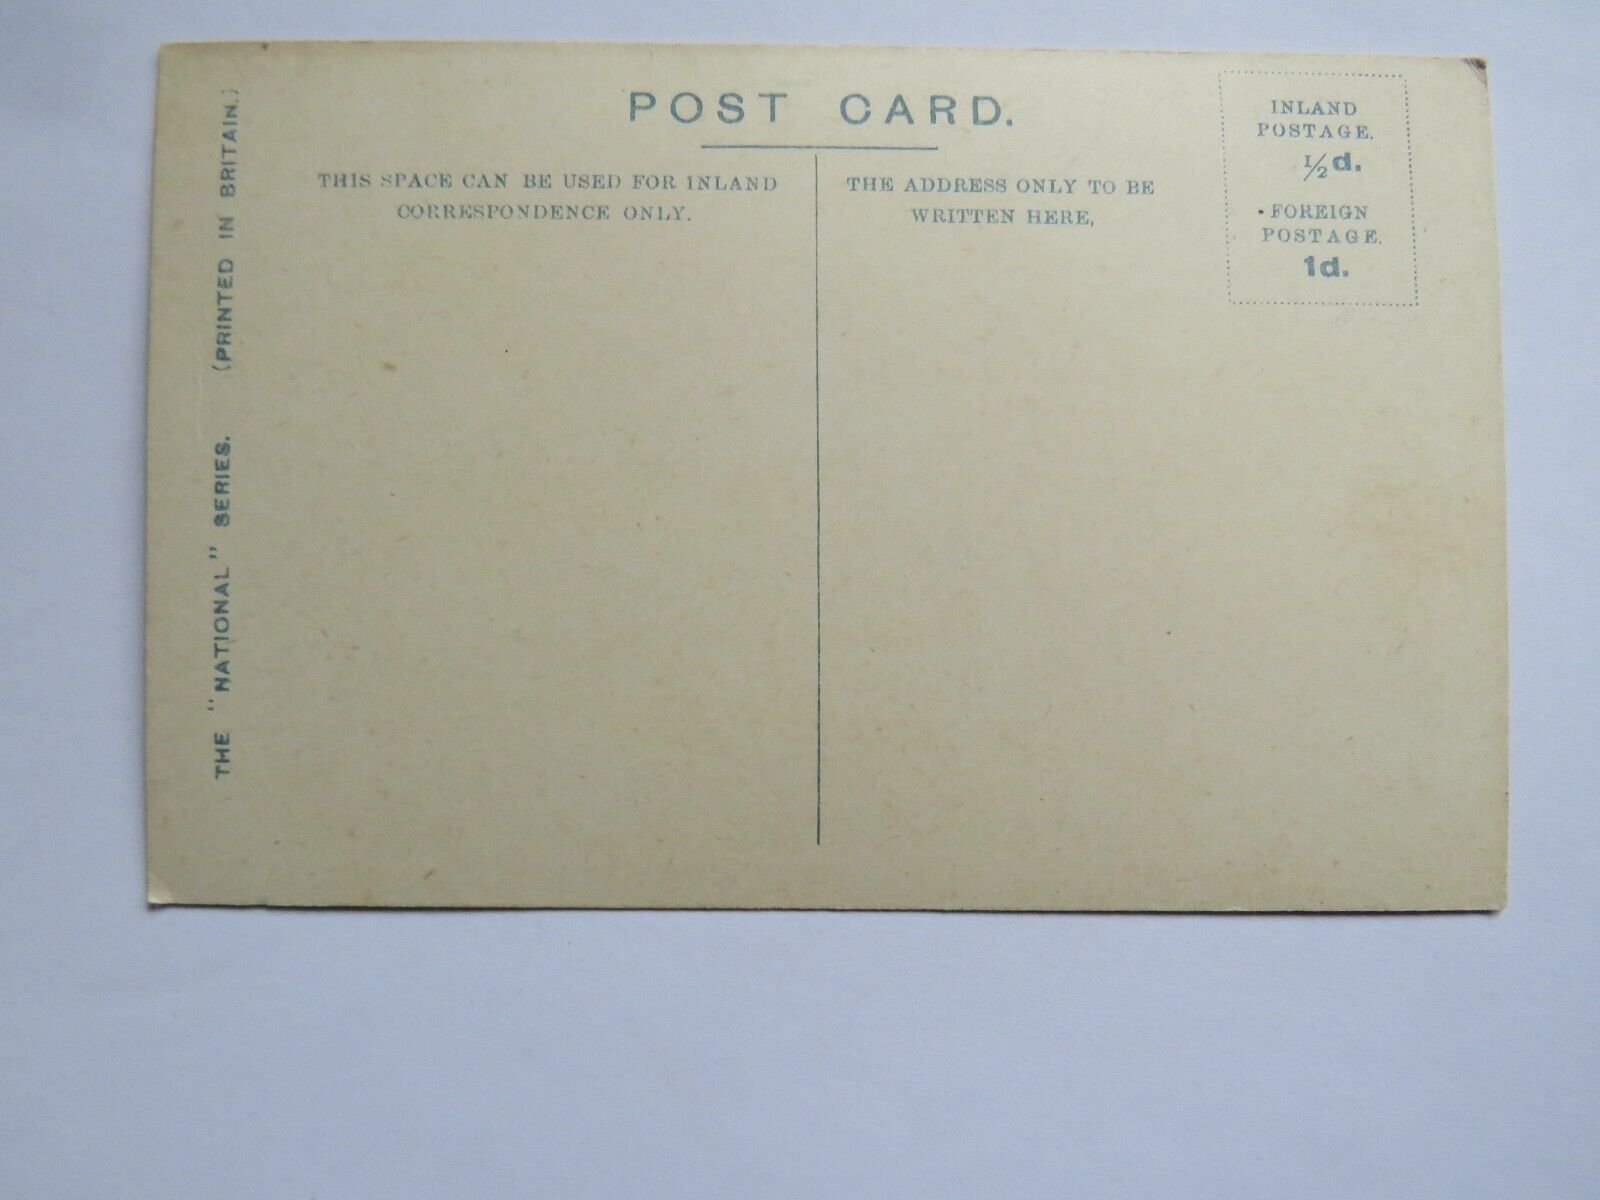 POST CARD.
THIS SPACE CAN BE USED FOR INLAND
CORRESPONDENCE ONLY.
THE ADDRESS ONLY TO BE
WRITTEN HERE,
INLAND
POSTAGE.
1/2d.
FOREIGN
POSTAGE.
1d.
THE "NATIONAL" SERIES. (PRINTED IN BRITAIN.)